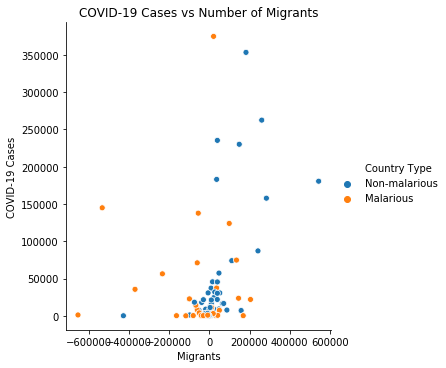 COVID-19 Cases vs Number of Migrants
350000
300000
250000
200000
150000
100000
50000
0
COVID-19 Cases
Country Type
Non-malarious
Malarious
−600000−400000−200000 0 200000 400000 600000
Migrants